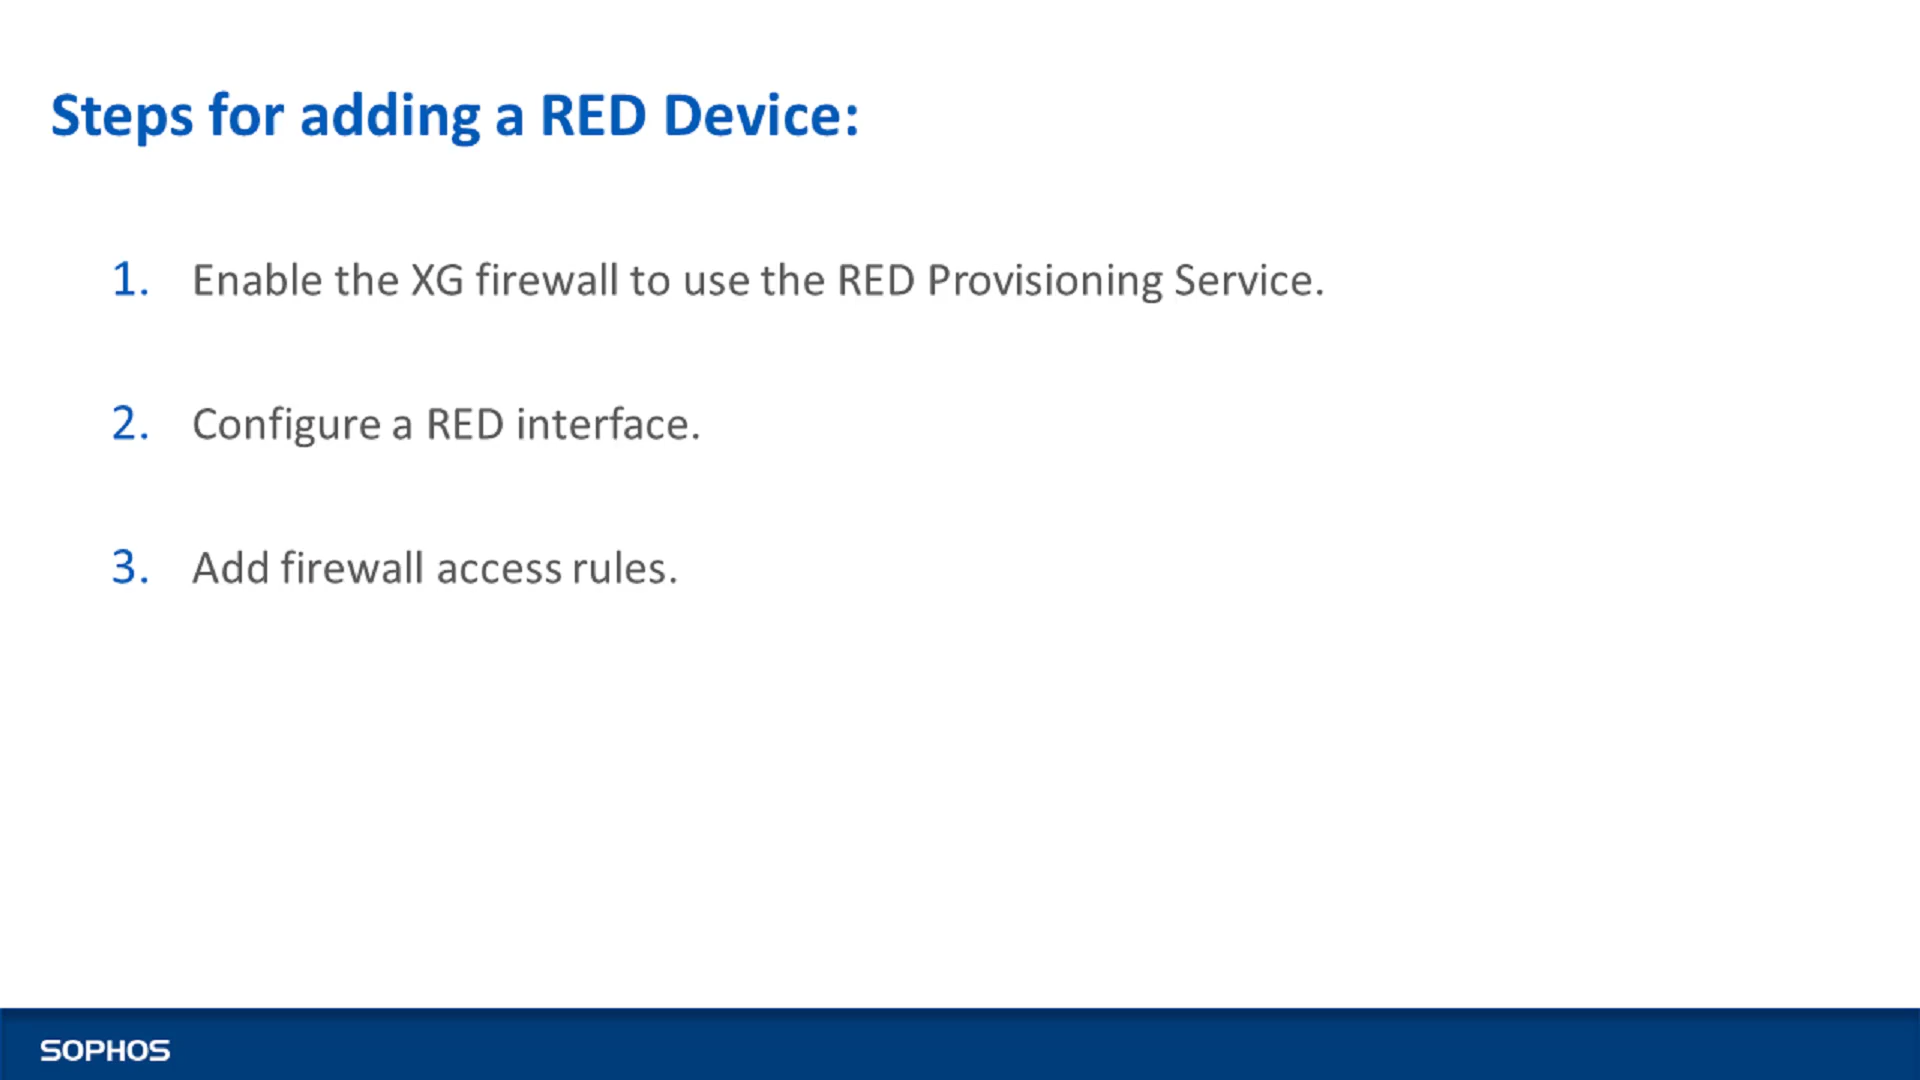 Steps for adding a RED Device:
1. Enable the XG firewall to use the RED Provisioning Service.
2. Configure a RED interface.
3. Add firewall access rules.
SOPHOS